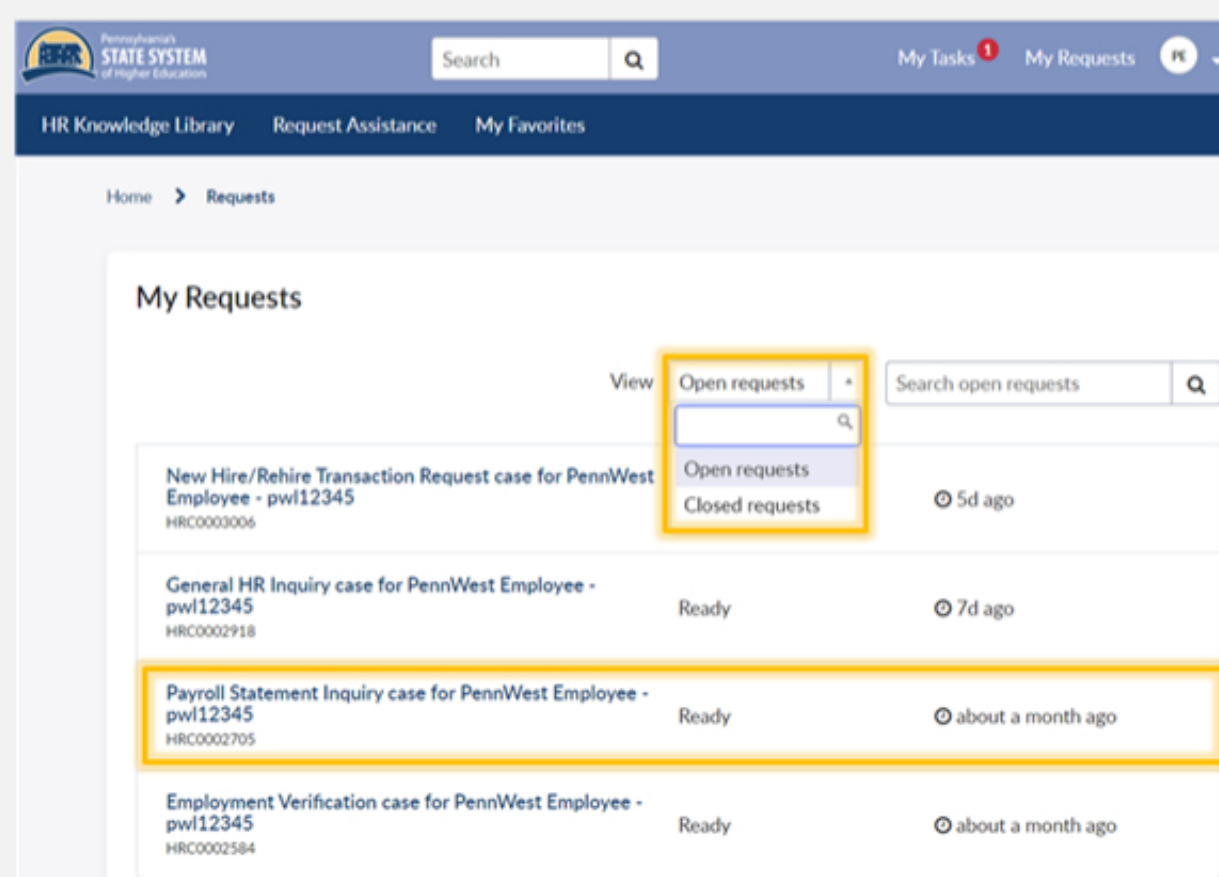 Pennsylvania's
STATE SYSTEM
of Higher Education
Search
My Tasks 1
My Requests
PE
HR Knowledge Library
Request Assistance
My Favorites
Home > Requests
My Requests
View
Open requests
Search open requests
Open requests
Closed requests
New Hire/Rehire Transaction Request case for PennWest
Employee - pwl12345
HRC0003006
5d ago
General HR Inquiry case for PennWest Employee -
pwl12345
HRC0002918
Ready
7d ago
Payroll Statement Inquiry case for PennWest Employee -
pwl12345
HRC0002705
Ready
about a month ago
Employment Verification case for PennWest Employee -
pwl12345
HRC0002584
Ready
about a month ago